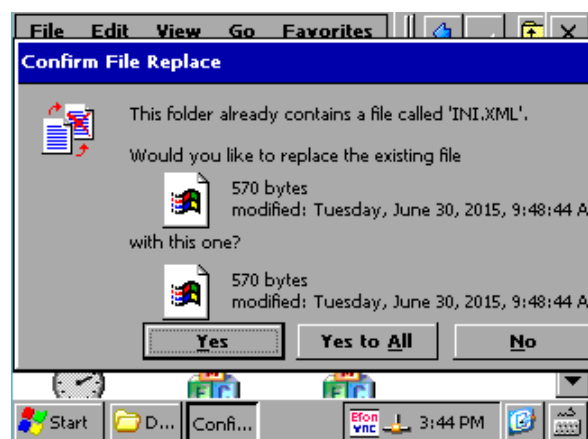 File Edit View Go Favorites
Confirm File Replace
This folder already contains a file called 'INI.XML'.
Would you like to replace the existing file
570 bytes
modified: Tuesday, June 30, 2015, 9:48:44 A
with this one?
570 bytes
modified: Tuesday, June 30, 2015, 9:48:44 A
Yes Yes to All No
Start D... Confi... Efon VNC 3:44 PM